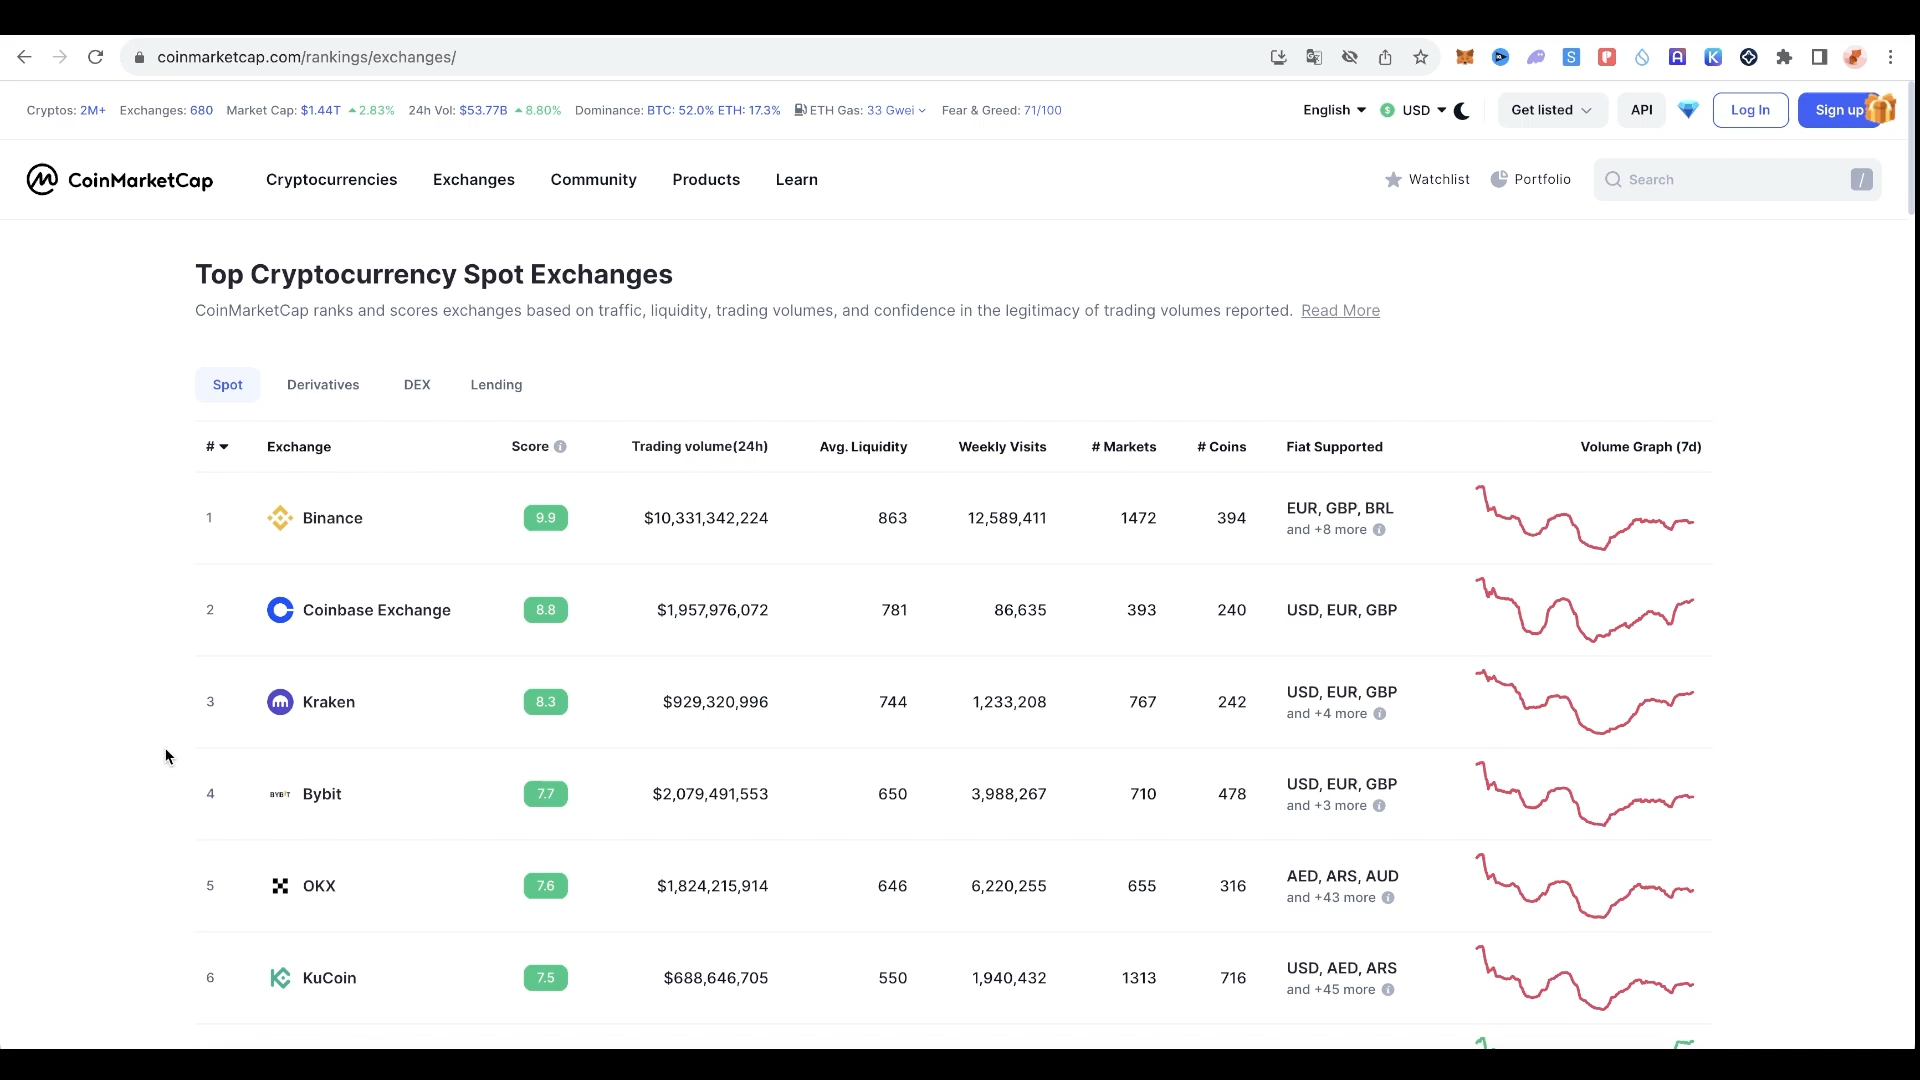 coinmarketcap.com/rankings/exchanges/
Cryptos: 2M+ Exchanges: 680 Market Cap: $1.44T 2.83% 24h Vol: $53.77B 8.80% Dominance: BTC: 52.0% ETH: 17.3% ETH Gas: 33 Gwei Fear & Greed: 71/100 English USD Get listed API Log In Sign up
CoinMarketCap Cryptocurrencies Exchanges Community Products Learn Watchlist Portfolio Search /
Top Cryptocurrency Spot Exchanges
CoinMarketCap ranks and scores exchanges based on traffic, liquidity, trading volumes, and confidence in the legitimacy of trading volumes reported. Read More
Spot Derivatives DEX Lending
# Exchange Score Trading volume(24h) Avg. Liquidity Weekly Visits # Markets # Coins Fiat Supported Volume Graph (7d)
1 Binance 9.9 $10,331,342,224 863 12,589,411 1472 394 EUR, GBP, BRL
and +8 more
2 Coinbase Exchange 8.8 $1,957,976,072 781 86,635 393 240 USD, EUR, GBP
3 Kraken 8.3 $929,320,996 744 1,233,208 767 242 USD, EUR, GBP
and +4 more
4 BYBIT Bybit 7.7 $2,079,491,553 650 3,988,267 710 478 USD, EUR, GBP
and +3 more
5 OKX 7.6 $1,824,215,914 646 6,220,255 655 316 AED, ARS, AUD
and +43 more
6 KuCoin 7.5 $688,646,705 550 1,940,432 1313 716 USD, AED, ARS
and +45 more